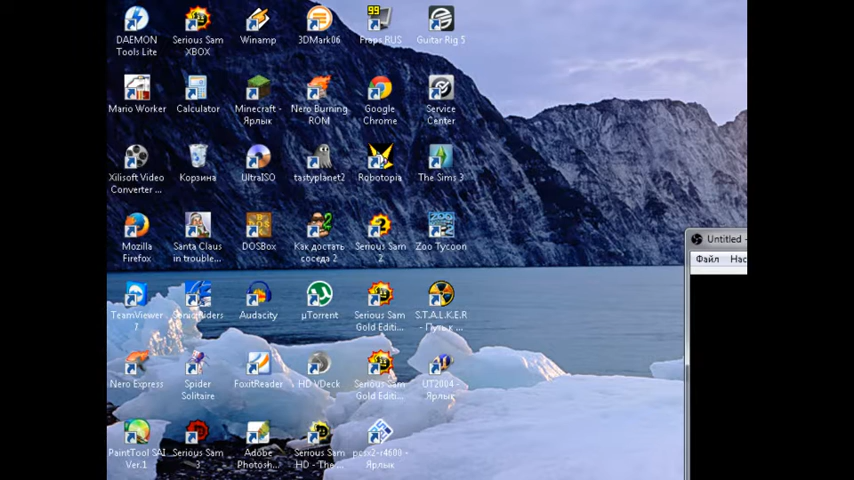 DAEMON
Tools Lite
Serious Sam
XBOX
Winamp
3DMark06
99
Fraps.RUS
Guitar Rig 5
Mario Worker
Calculator
Minecraft -
Ярлык
Nero Burning
ROM
Google
Chrome
Service
Center
Xilisoft Video
Converter ...
Корзина
UltraISO
tastyplanet2
Robotopia
The Sims 3
Mozilla
Firefox
Santa Claus
in trouble...
DOSBox
Как достать
соседа 2
Serious Sam
2
Zoo Tycoon
Untitled -
Файл
TeamViewer
7
Audacity
µTorrent
Serious Sam
Gold Editi...
S.T.A.L.K.E.R
- Путь к ...
Nero Express
Spider
Solitaire
FoxitReader
HD VDeck
Serious Sam
Gold Editi...
UT2004 -
Ярлык
PaintTool SAI
Ver.1
Serious Sam
3
Adobe
Photosh...
Serious Sam
HD - The ...
pcsx2-r4600 -
Ярлык